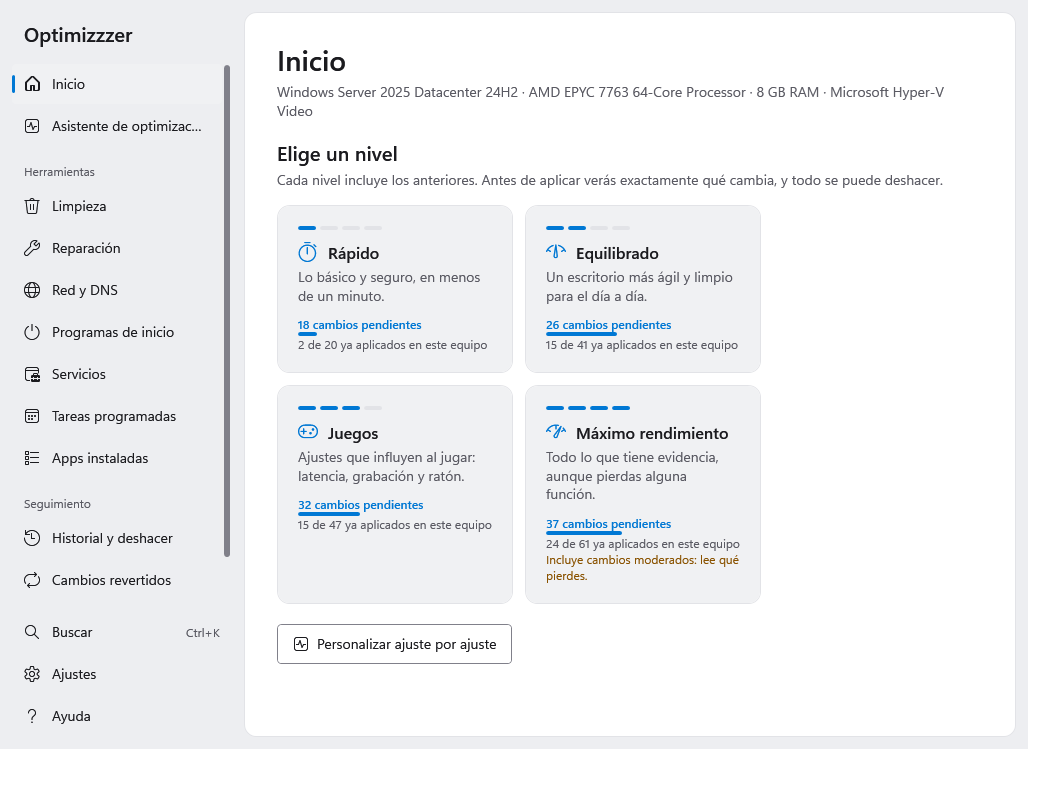 Optimizzzer
Inicio
Asistente de optimizac...
Herramientas
Limpieza
Reparación
Red y DNS
Programas de inicio
Servicios
Tareas programadas
Apps instaladas
Seguimiento
Historial y deshacer
Cambios revertidos
Buscar Ctrl+K
Ajustes
Ayuda
Inicio
Windows Server 2025 Datacenter 24H2 · AMD EPYC 7763 64-Core Processor · 8 GB RAM · Microsoft Hyper-V
Video
Elige un nivel
Cada nivel incluye los anteriores. Antes de aplicar verás exactamente qué cambia, y todo se puede deshacer.
Rápido
Lo básico y seguro, en menos
de un minuto.
18 cambios pendientes
2 de 20 ya aplicados en este equipo
Equilibrado
Un escritorio más ágil y limpio
para el día a día.
26 cambios pendientes
15 de 41 ya aplicados en este equipo
Juegos
Ajustes que influyen al jugar:
latencia, grabación y ratón.
32 cambios pendientes
15 de 47 ya aplicados en este equipo
Máximo rendimiento
Todo lo que tiene evidencia,
aunque pierdas alguna
función.
37 cambios pendientes
24 de 61 ya aplicados en este equipo
Incluye cambios moderados: lee qué
pierdes.
Personalizar ajuste por ajuste